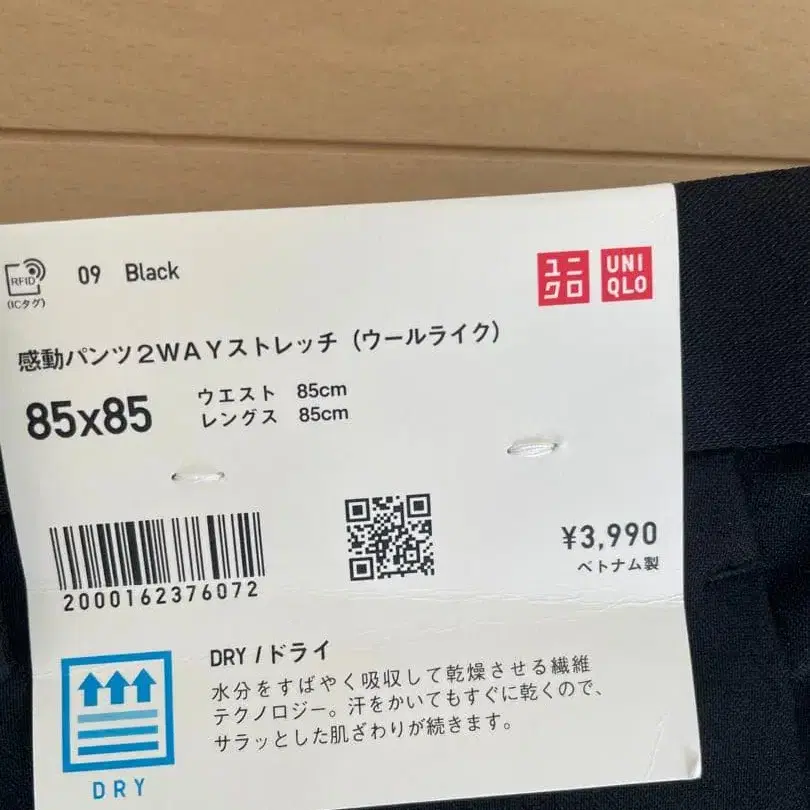 RFID
(ICタグ)
09 Black
ユニ
クロ
UNI
QLO
感動パンツ２ＷＡＹストレッチ（ウールライク）
85x85
ウエスト 85cm
レングス 85cm
2000162376072
¥3,990
ベトナム製
DRY
DRY / ドライ
水分をすばやく吸収して乾燥させる繊維
テクノロジー。汗をかいてもすぐに乾くので、
サラッとした肌ざわりが続きます。